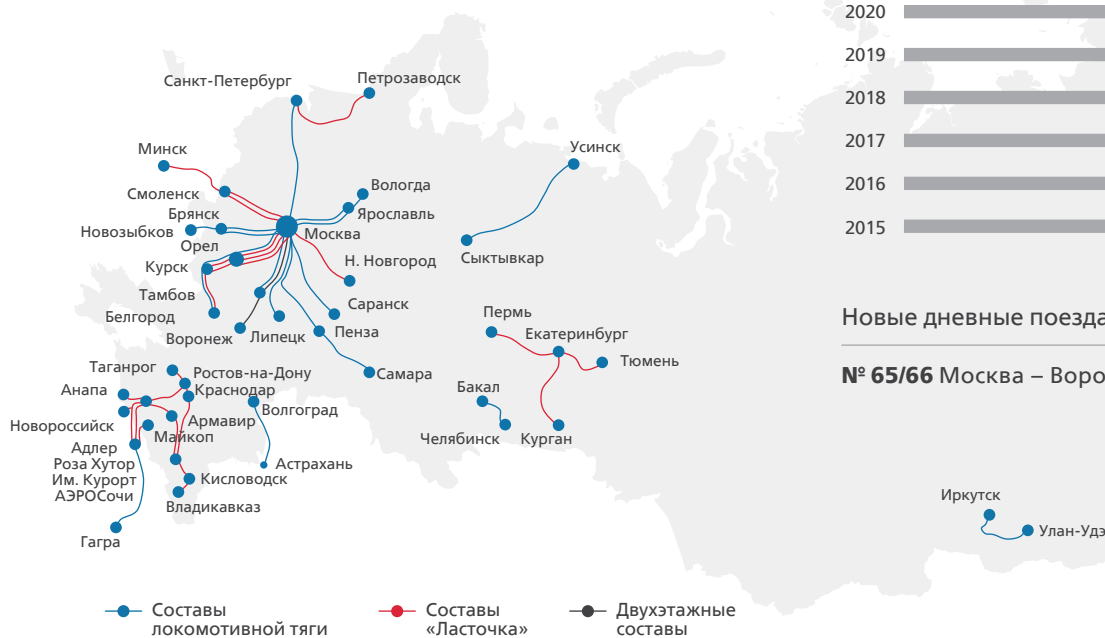 2020
2019
2018
2017
2016
2015
Санкт-Петербург
Петрозаводск
Минск
Усинск
Смоленск
Вологда
Брянск
Ярославль
Новозыбков
Москва
Орел
Сыктывкар
Курск
Н. Новгород
Тамбов
Саранск
Белгород
Пермь
Воронеж
Липецк
Пенза
Екатеринбург
Тюмень
Таганрог
Ростов-на-Дону
Самара
Анапа
Краснодар
Бакал
Волгоград
Новороссийск
Армавир
Майкоп
Челябинск
Курган
Адлер
Роза Хутор
Им. Курорт
АЭРОСочи
Астрахань
Кисловодск
Владикавказ
Гагра
Иркутск
Улан-Удэ
Новые дневные поезда
№ 65/66 Москва – Воро
Составы
локомотивной тяги
Составы
«Ласточка»
Двухэтажные
составы